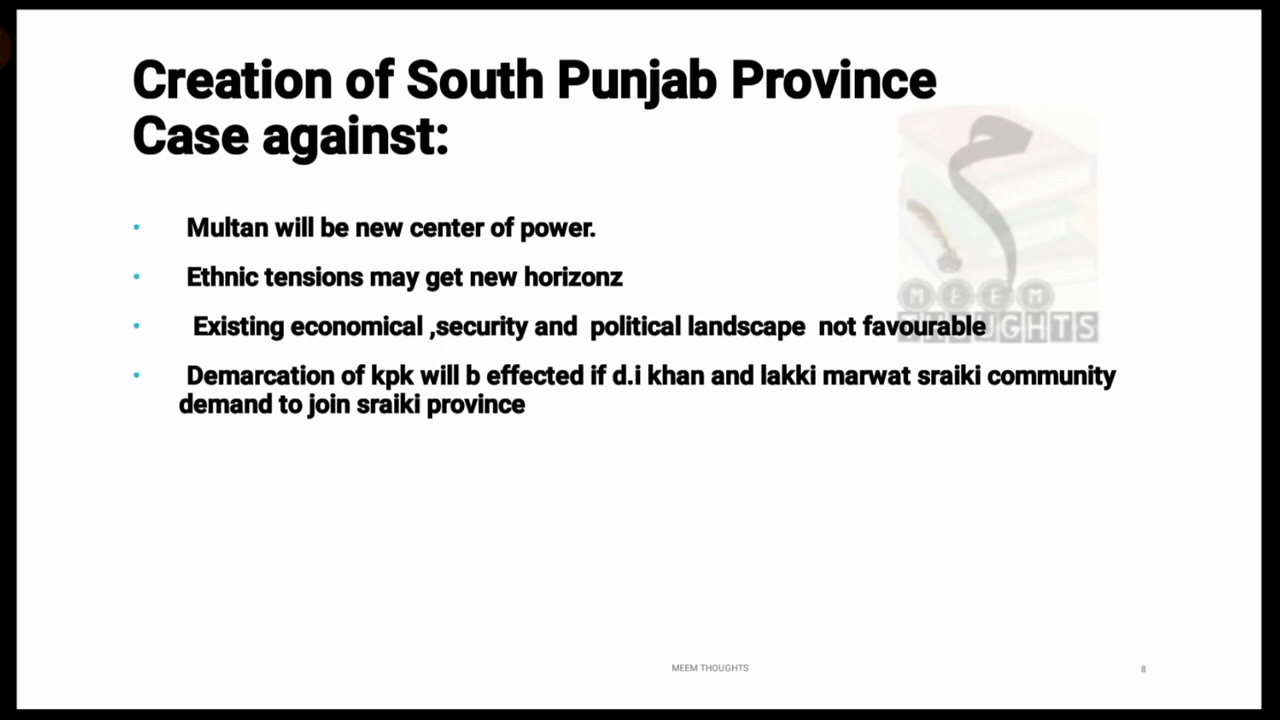 Creation of South Punjab Province
Case against:
• Multan will be new center of power.
• Ethnic tensions may get new horizonz
• Existing economical ,security and political landscape not favourable
• Demarcation of kpk will b effected if d.i khan and lakki marwat sraiki community
demand to join sraiki province
م
MEEM
THOUGHTS
MEEM THOUGHTS
8